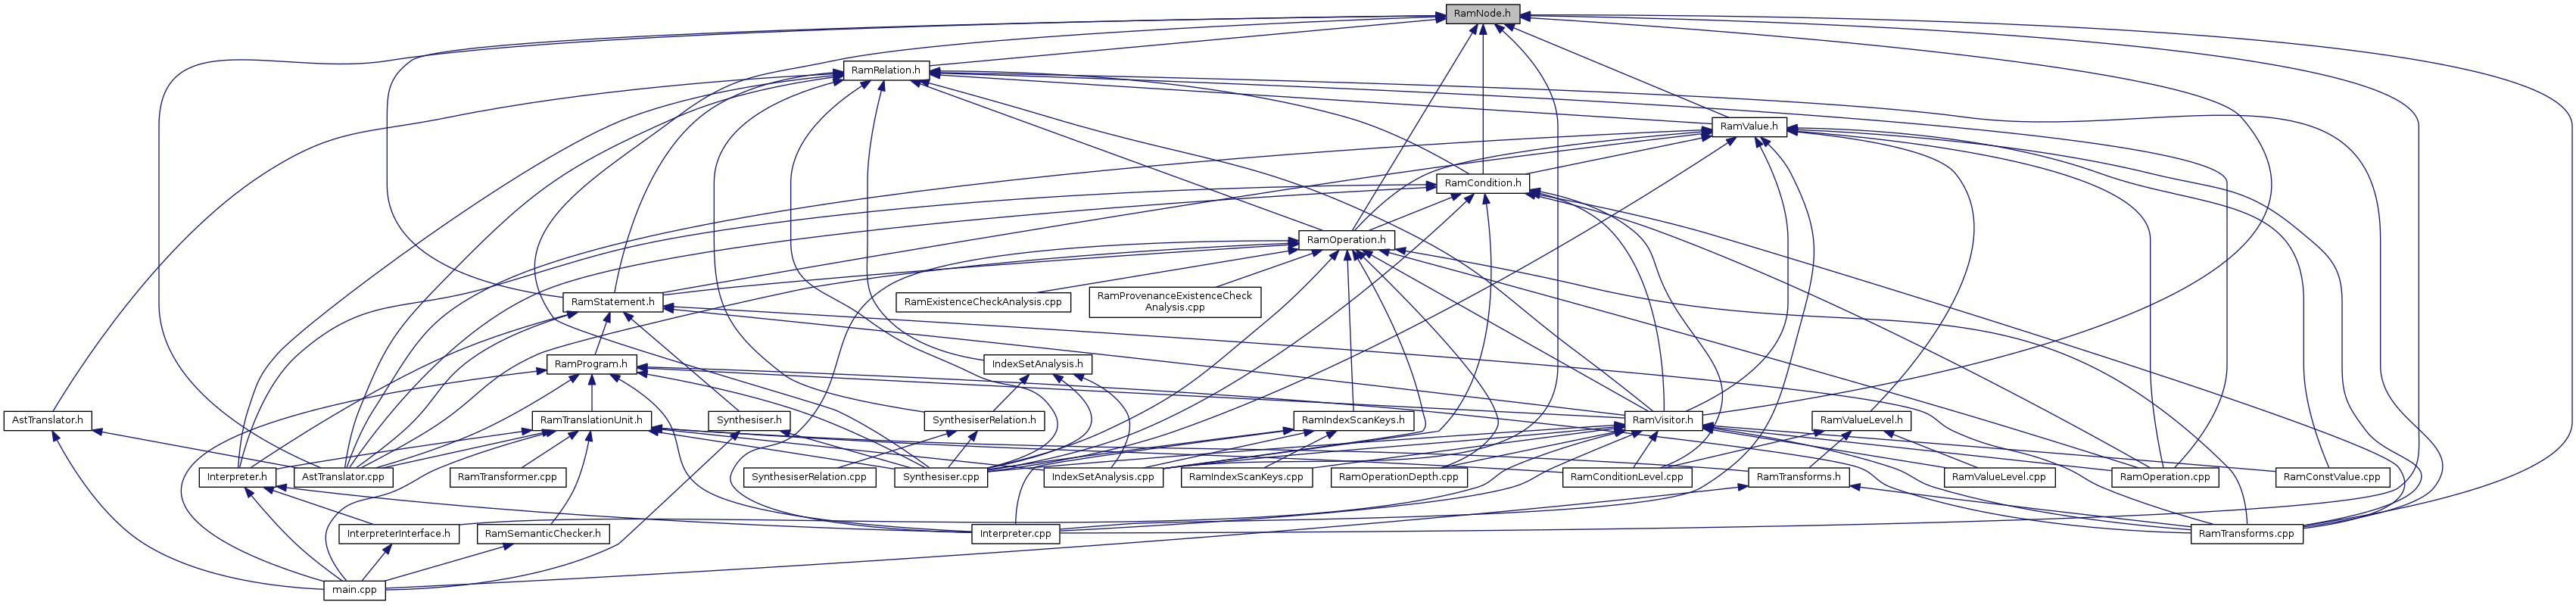 RamNode.h
RamRelation.h
RamValue.h
RamCondition.h
RamOperation.h
RamStatement.h
RamExistenceCheckAnalysis.cpp
RamProvenanceExistenceCheck
Analysis.cpp
RamProgram.h
IndexSetAnalysis.h
AstTranslator.h
RamTranslationUnit.h
Synthesiser.h
SynthesiserRelation.h
RamIndexScanKeys.h
RamVisitor.h
RamValueLevel.h
Interpreter.h
AstTranslator.cpp
RamTransformer.cpp
SynthesiserRelation.cpp
Synthesiser.cpp
IndexSetAnalysis.cpp
RamIndexScanKeys.cpp
RamOperationDepth.cpp
RamConditionLevel.cpp
RamTransforms.h
RamValueLevel.cpp
RamOperation.cpp
RamConstValue.cpp
InterpreterInterface.h
RamSemanticChecker.h
Interpreter.cpp
RamTransforms.cpp
main.cpp